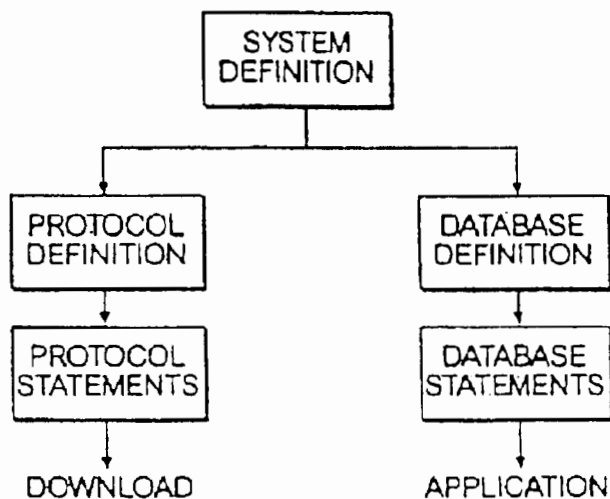 SYSTEM
DEFINITION
PROTOCOL
DEFINITION
DATABASE
DEFINITION
PROTOCOL
STATEMENTS
DATABASE
STATEMENTS
DOWNLOAD
APPLICATION